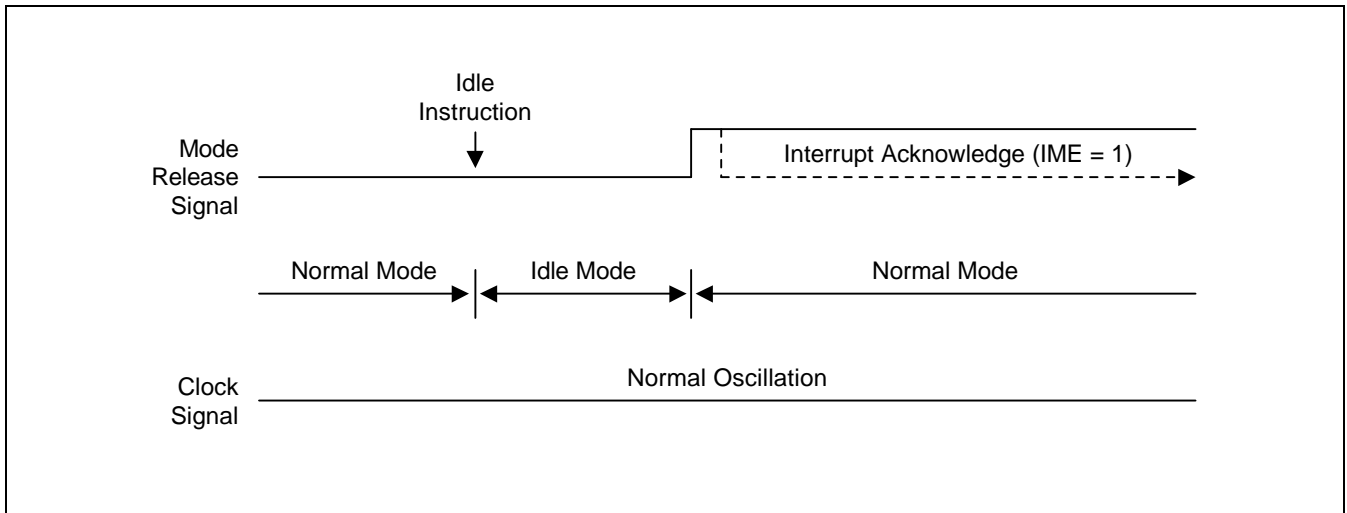 Idle
Instruction
Mode
Release
Signal
Interrupt Acknowledge (IME = 1)
Normal Mode
Idle Mode
Normal Mode
Clock
Signal
Normal Oscillation